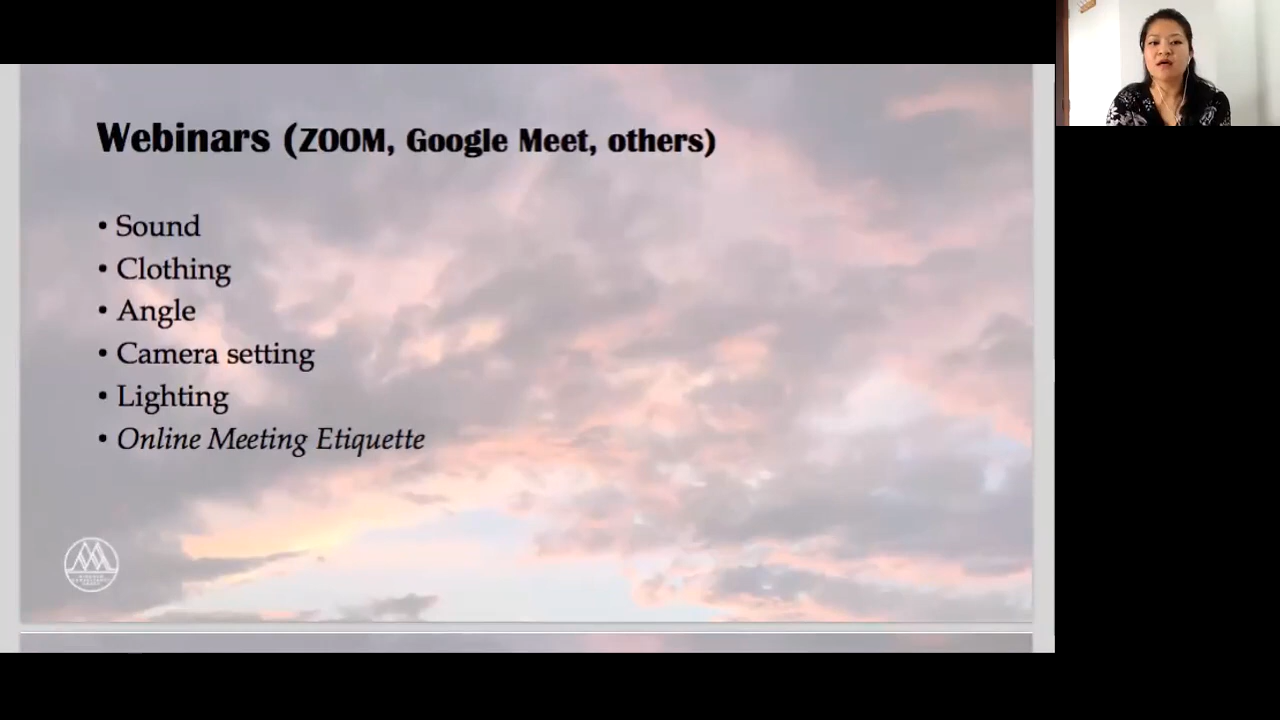 Webinars (ZOOM, Google Meet, others)
• Sound
• Clothing
• Angle
• Camera setting
• Lighting
• Online Meeting Etiquette